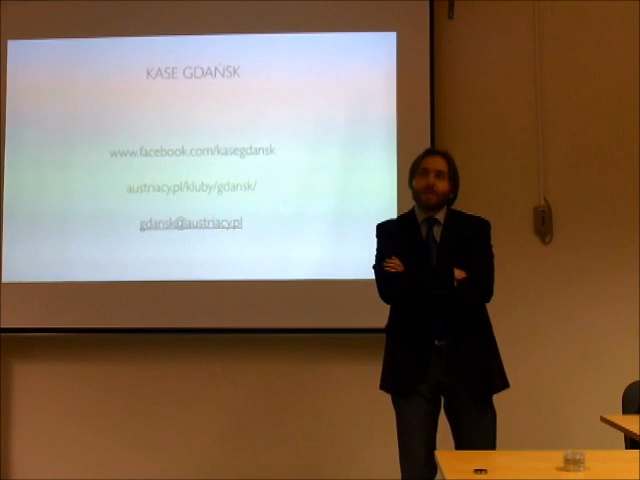 KASE GDAŃSK
www.facebook.com/kasegdansk
austriacy.pl/kluby/gdansk/
gdansk@austriacy.pl